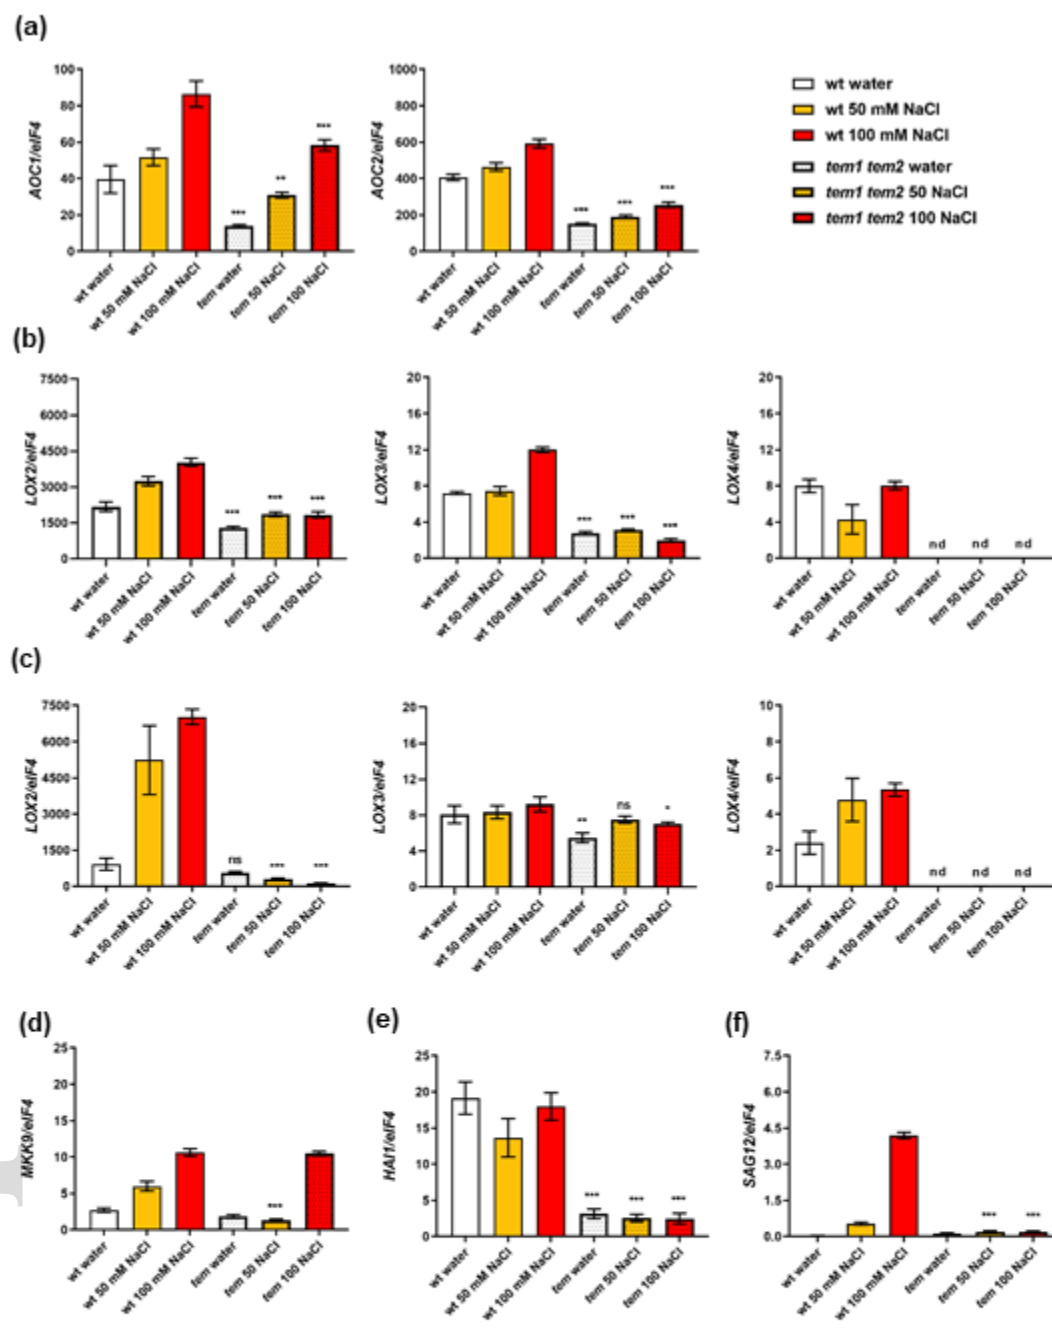 (a)
AOC1/eIF4
100
80
60
40
20
0
***
**
***
wt water
wt 50 mM NaCl
wt 100 mM NaCl
tem water
tem 50 NaCl
tem 100 NaCl
AOC2/eIF4
1000
800
600
400
200
0
***
***
***
wt water
wt 50 mM NaCl
wt 100 mM NaCl
tem water
tem 50 NaCl
tem 100 NaCl
wt water
wt 50 mM NaCl
wt 100 mM NaCl
tem1 tem2 water
tem1 tem2 50 NaCl
tem1 tem2 100 NaCl
(b)
LOX2/eIF4
7500
6000
4500
3000
1500
0
***
***
***
wt water
wt 50 mM NaCl
wt 100 mM NaCl
tem water
tem 50 NaCl
tem 100 NaCl
LOX3/eIF4
20
16
12
8
4
0
***
***
***
wt water
wt 50 mM NaCl
wt 100 mM NaCl
tem water
tem 50 NaCl
tem 100 NaCl
LOX4/eIF4
20
16
12
8
4
0
nd
nd
nd
wt water
wt 50 mM NaCl
wt 100 mM NaCl
tem water
tem 50 NaCl
tem 100 NaCl
(c)
LOX2/eIF4
7500
6000
4500
3000
1500
0
ns
***
***
wt water
wt 50 mM NaCl
wt 100 mM NaCl
tem water
tem 50 NaCl
tem 100 NaCl
LOX3/eIF4
20
16
12
8
4
0
**
ns
*
wt water
wt 50 mM NaCl
wt 100 mM NaCl
tem water
tem 50 NaCl
tem 100 NaCl
LOX4/eIF4
10
8
6
4
2
0
nd
nd
nd
wt water
wt 50 mM NaCl
wt 100 mM NaCl
tem water
tem 50 NaCl
tem 100 NaCl
(d)
MKK9/eIF4
25
20
15
10
5
0
***
wt water
wt 50 mM NaCl
wt 100 mM NaCl
tem water
tem 50 NaCl
tem 100 NaCl
(e)
HAI1/eIF4
25
20
15
10
5
0
***
***
***
wt water
wt 50 mM NaCl
wt 100 mM NaCl
tem water
tem 50 NaCl
tem 100 NaCl
(f)
SAG12/eIF4
7.5
6.0
4.5
3.0
1.5
0.0
***
***
wt water
wt 50 mM NaCl
wt 100 mM NaCl
tem water
tem 50 NaCl
tem 100 NaCl